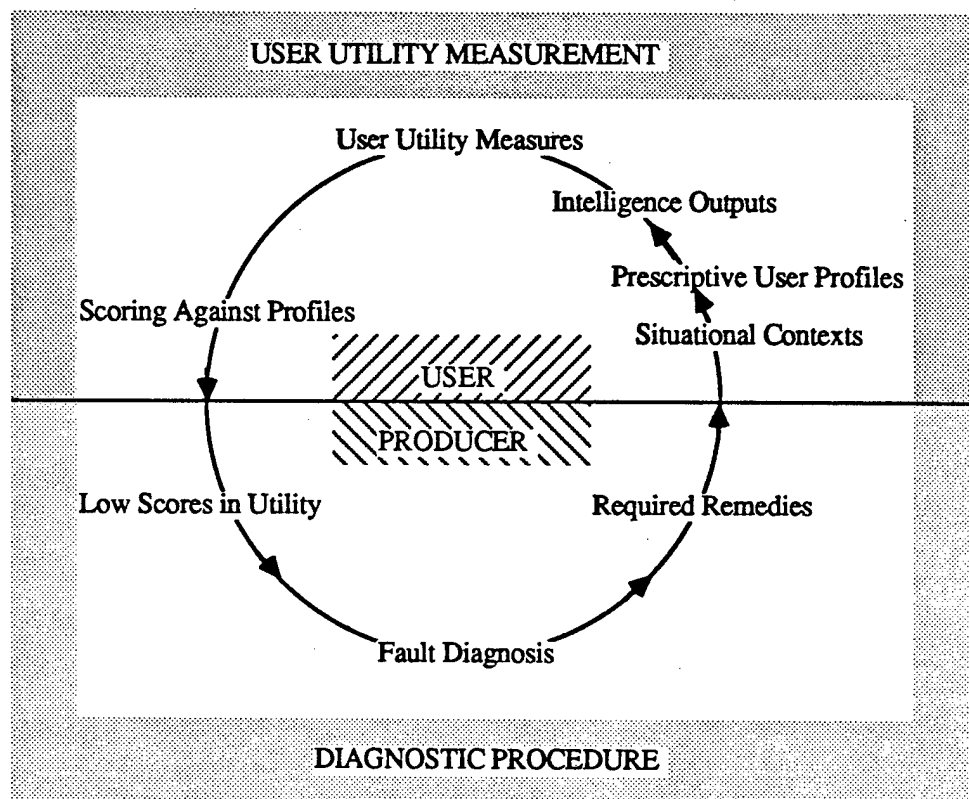 USER UTILITY MEASUREMENT
User Utility Measures
Intelligence Outputs
Prescriptive User Profiles
Scoring Against Profiles
Situational Contexts
USER
PRODUCER
Low Scores in Utility
Required Remedies
Fault Diagnosis
DIAGNOSTIC PROCEDURE